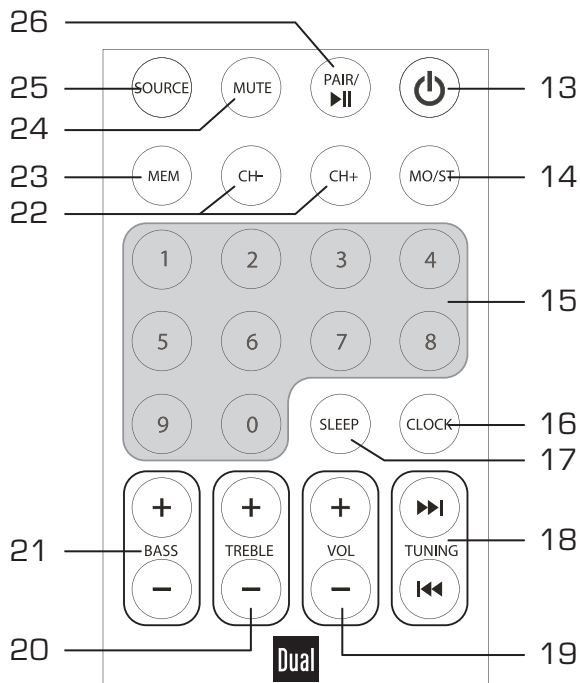 26
25 SOURCE MUTE PAIR/ 13
24
23 MEM CH- CH+ MO/ST 14
22
1 2 3 4
15
5 6 7 8
9 0 SLEEP CLOCK 16
17
+ + +
21 BASS TREBLE VOL TUNING 18
- - -
20 Dual 19